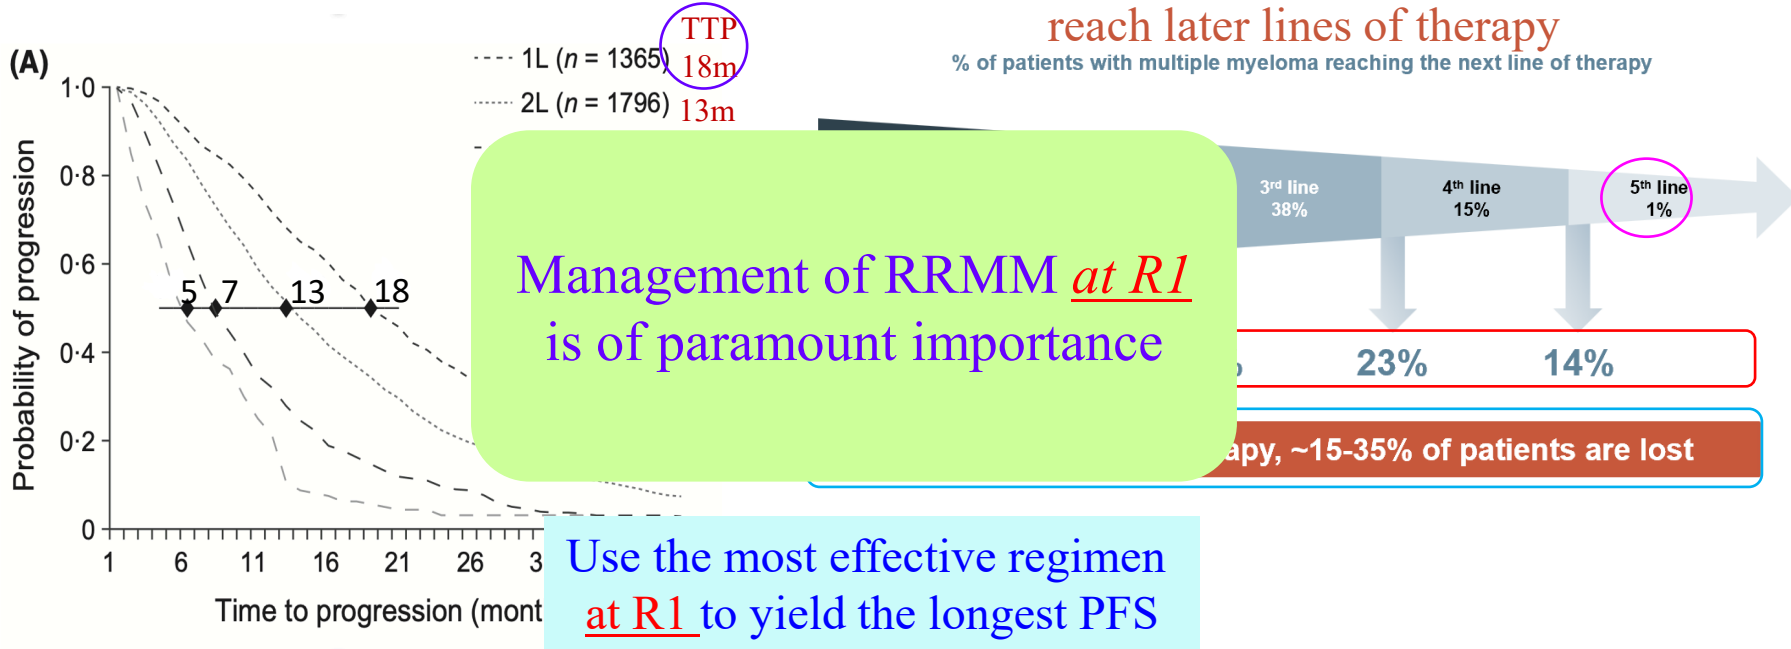 (A)
1L (n = 1365)
TTP
18m
2L (n = 1796)
13m
Probability of progression
1·0
0·8
0·6
0·4
0·2
0
5
7
13
18
1
6
11
16
21
26
3
Time to progression (mont
reach later lines of therapy
% of patients with multiple myeloma reaching the next line of therapy
3rd line
38%
4th line
15%
5th line
1%
23%
14%
apy, ~15-35% of patients are lost
Management of RRMM at R1
is of paramount importance
Use the most effective regimen
at R1 to yield the longest PFS